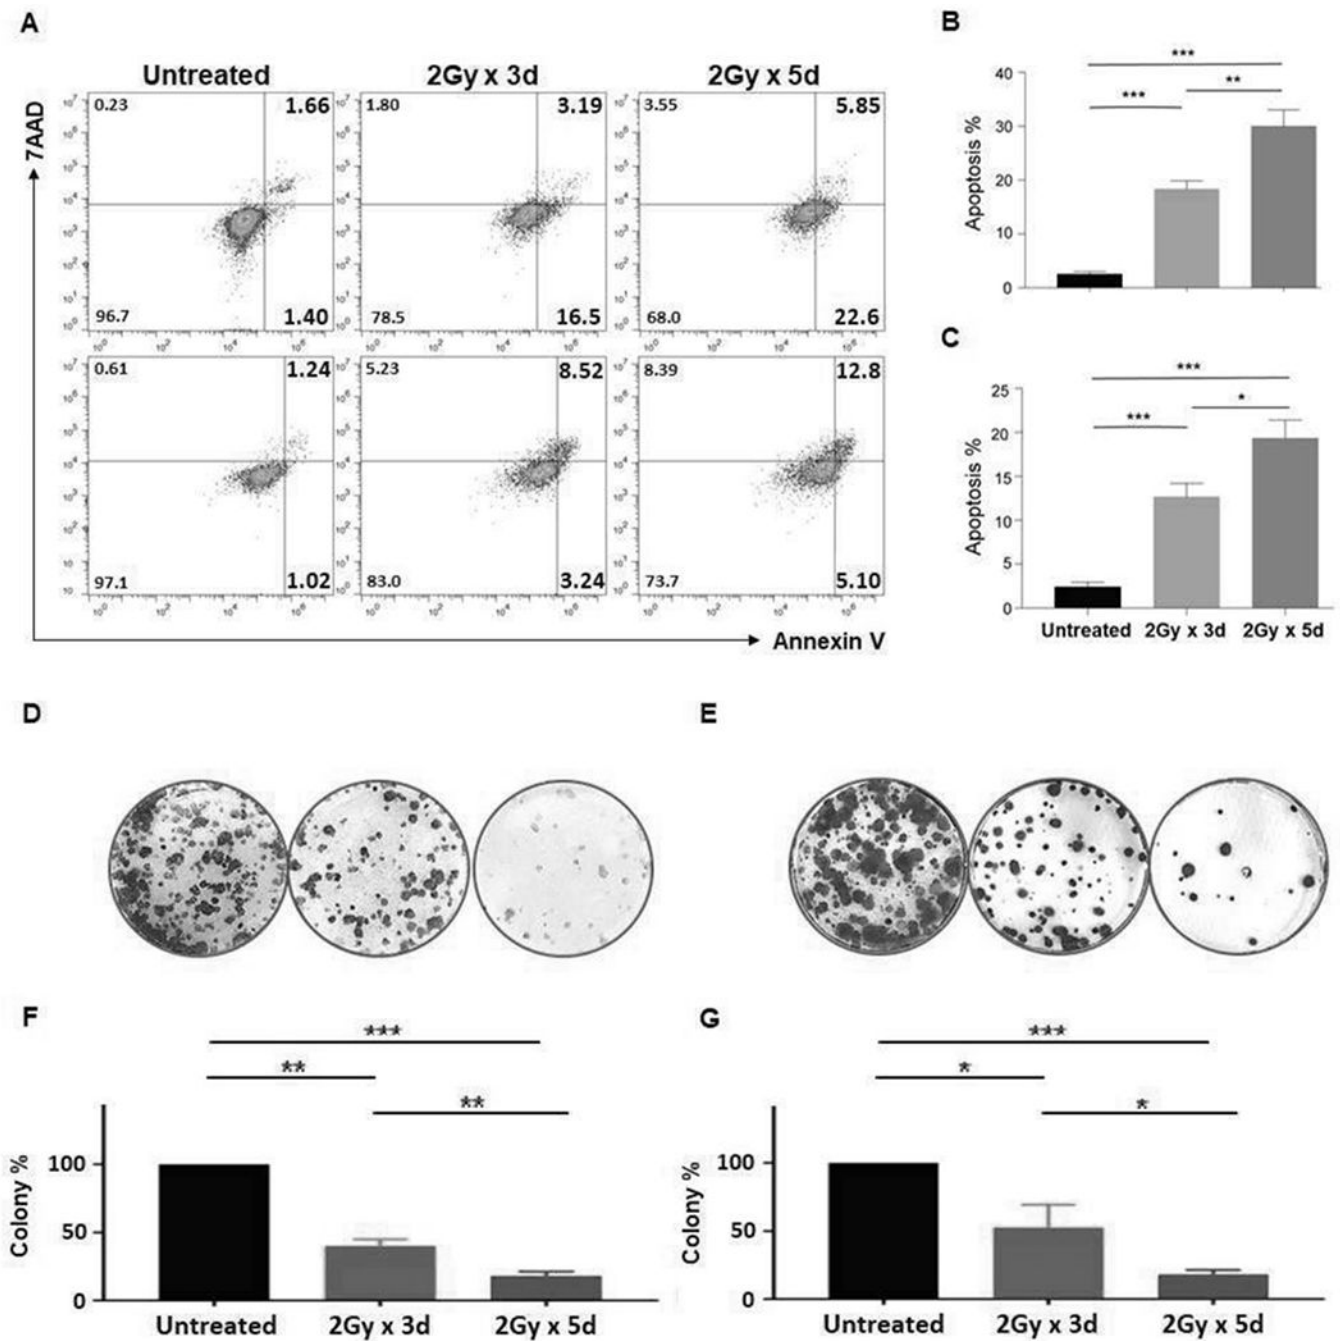 A
Untreated 2Gy x 3d 2Gy x 5d
7AAD
0.23 1.66
96.7 1.40
1.80 3.19
78.5 16.5
3.55 5.85
68.0 22.6
0.61 1.24
97.1 1.02
5.23 8.52
83.0 3.24
8.39 12.8
73.7 5.10
Annexin V
B
***
***
**
Apoptosis %
40
30
20
10
0
C
***
***
*
Apoptosis %
25
20
15
10
5
0
Untreated 2Gy x 3d 2Gy x 5d
D
E
F
***
**
**
Colony %
100
50
0
Untreated 2Gy x 3d 2Gy x 5d
G
***
*
*
Colony %
100
50
0
Untreated 2Gy x 3d 2Gy x 5d